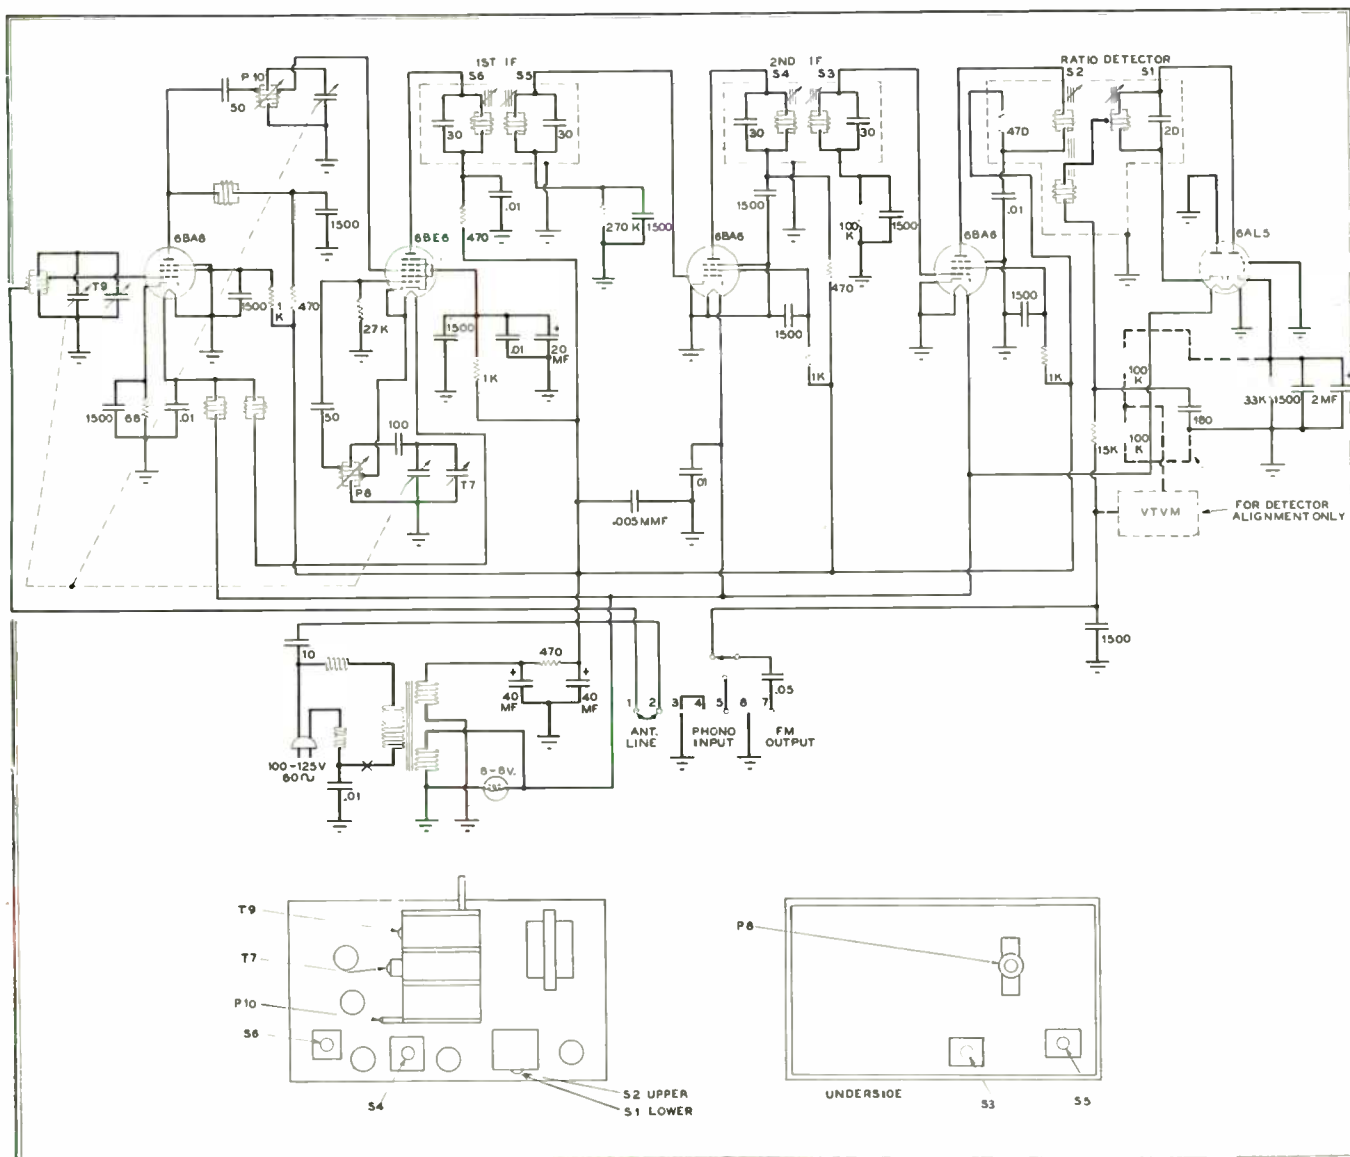 P10
50
1500
6BA6
T9
1500
1
K
470
1500
68
.01
1ST IF
S6 S5
30
30
.01
470
270 K
1500
6BE6
27K
1500
.01
20
MF
1K
50
100
P8
T7
.005MMF
.01
2ND IF
S4 S3
30
30
1500
100
K
1500
6BA6
470
1500
1K
RATIO DETECTOR
S2 S1
47D
2D
.01
6BA6
1500
1K
6AL5
100
K
100
K
180
33K
1500
2MF
15K
VTVM
FOR DETECTOR
ALIGNMENT ONLY
1500
10
470
40
MF
40
MF
100-125V
60~
.01
6-8V.
1 2
ANT.
LINE
3 4 5 6 7
PHONO
INPUT
FM
OUTPUT
.05
T9
T7
P10
S6
S4
S2 UPPER
S1 LOWER
P8
UNDERSIDE
S3
S5